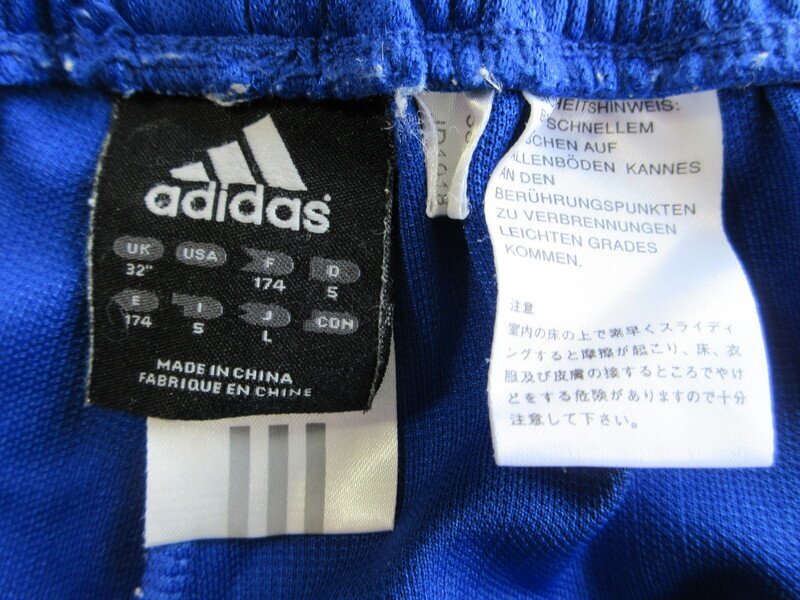 adidas
UK USA F D
32" 174 5
E I J CDN
174 5 L
MADE IN CHINA
FABRIQUE EN CHINE
HEITSHINWEIS:
SCHNELLEM
AUF
KANNES
AN DEN
BERÜHRUNGSPUNKTEN
ZU VERBRENNUNGEN
LEICHTEN GRADES
KOMMEN.
注意
室内の床の上で素早くスライディ
ングすると摩擦が起こり、床、衣
服及び皮膚の接するところでやけ
どをする危険がありますので十分
注意して下さい。